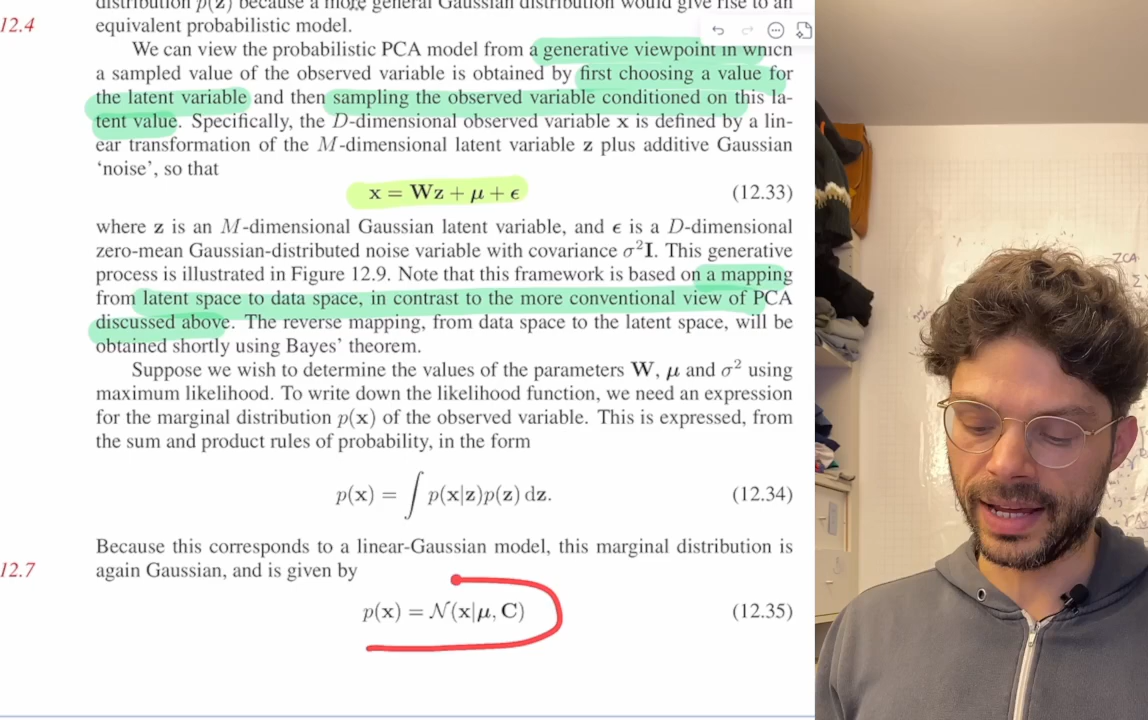 distribution p(z) because a more general Gaussian distribution would give rise to an
12.4 equivalent probabilistic model.
We can view the probabilistic PCA model from a generative viewpoint in which
a sampled value of the observed variable is obtained by first choosing a value for
the latent variable and then sampling the observed variable conditioned on this la-
tent value. Specifically, the D-dimensional observed variable x is defined by a lin-
ear transformation of the M-dimensional latent variable z plus additive Gaussian
‘noise’, so that
x = Wz + μ + ϵ (12.33)
where z is an M-dimensional Gaussian latent variable, and ϵ is a D-dimensional
zero-mean Gaussian-distributed noise variable with covariance σ²I. This generative
process is illustrated in Figure 12.9. Note that this framework is based on a mapping
from latent space to data space, in contrast to the more conventional view of PCA
discussed above. The reverse mapping, from data space to the latent space, will be
obtained shortly using Bayes’ theorem.
Suppose we wish to determine the values of the parameters W, μ and σ² using
maximum likelihood. To write down the likelihood function, we need an expression
for the marginal distribution p(x) of the observed variable. This is expressed, from
the sum and product rules of probability, in the form
p(x) = ∫ p(x|z)p(z) dz. (12.34)
Because this corresponds to a linear-Gaussian model, this marginal distribution is
12.7 again Gaussian, and is given by
p(x) = 𝒩(x|μ, C) (12.35)
-ZCA